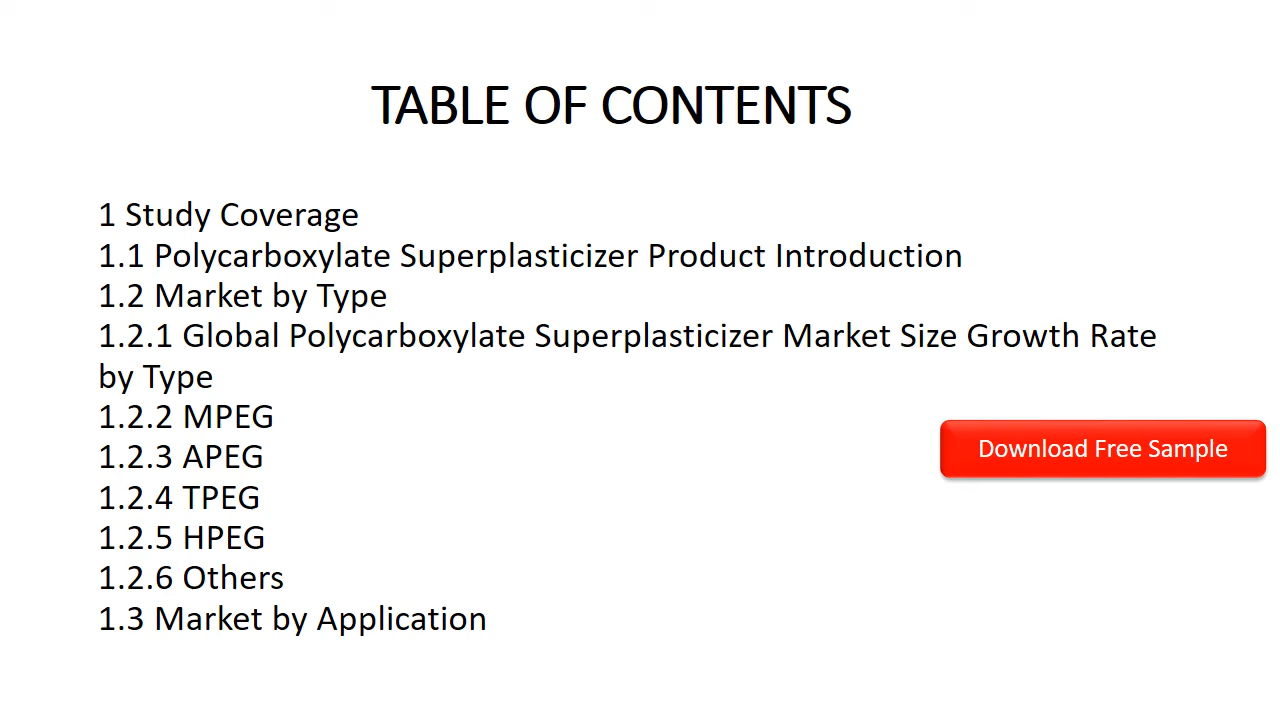 TABLE OF CONTENTS
1 Study Coverage
1.1 Polycarboxylate Superplasticizer Product Introduction
1.2 Market by Type
1.2.1 Global Polycarboxylate Superplasticizer Market Size Growth Rate
by Type
1.2.2 MPEG
1.2.3 APEG
1.2.4 TPEG
1.2.5 HPEG
1.2.6 Others
1.3 Market by Application
Download Free Sample